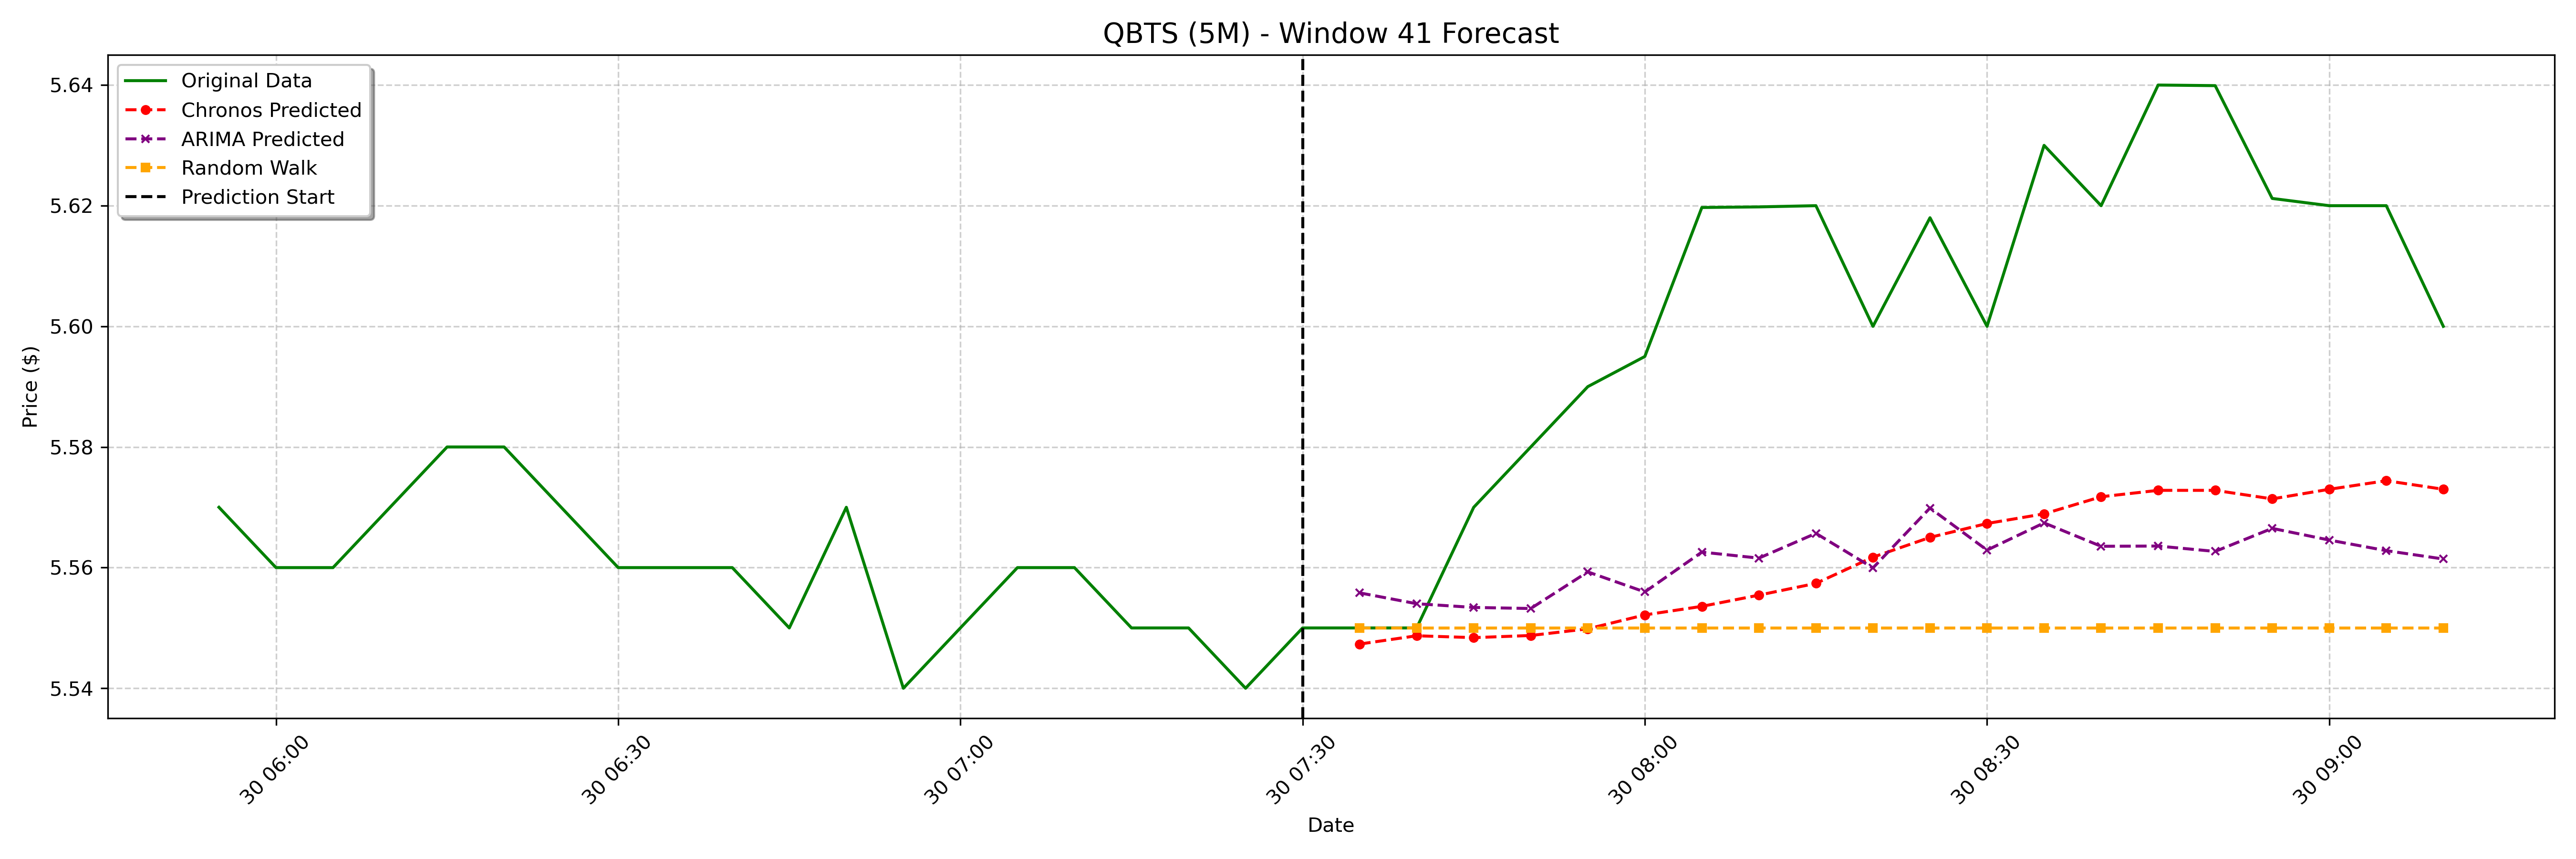 QBTS (5M) - Window 41 Forecast
Original Data
Chronos Predicted
ARIMA Predicted
Random Walk
Prediction Start
Price ($)
5.64
5.62
5.60
5.58
5.56
5.54
30 06:00
30 06:30
30 07:00
30 07:30
30 08:00
30 08:30
30 09:00
Date